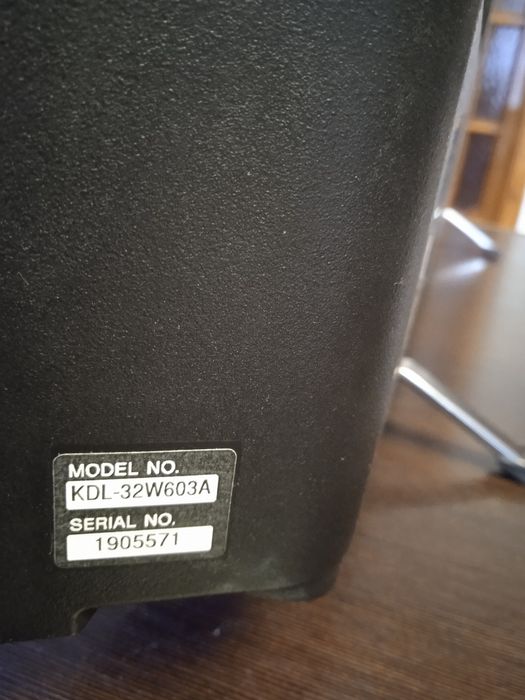 MODEL NO.
KDL-32W603A
SERIAL NO.
1905571